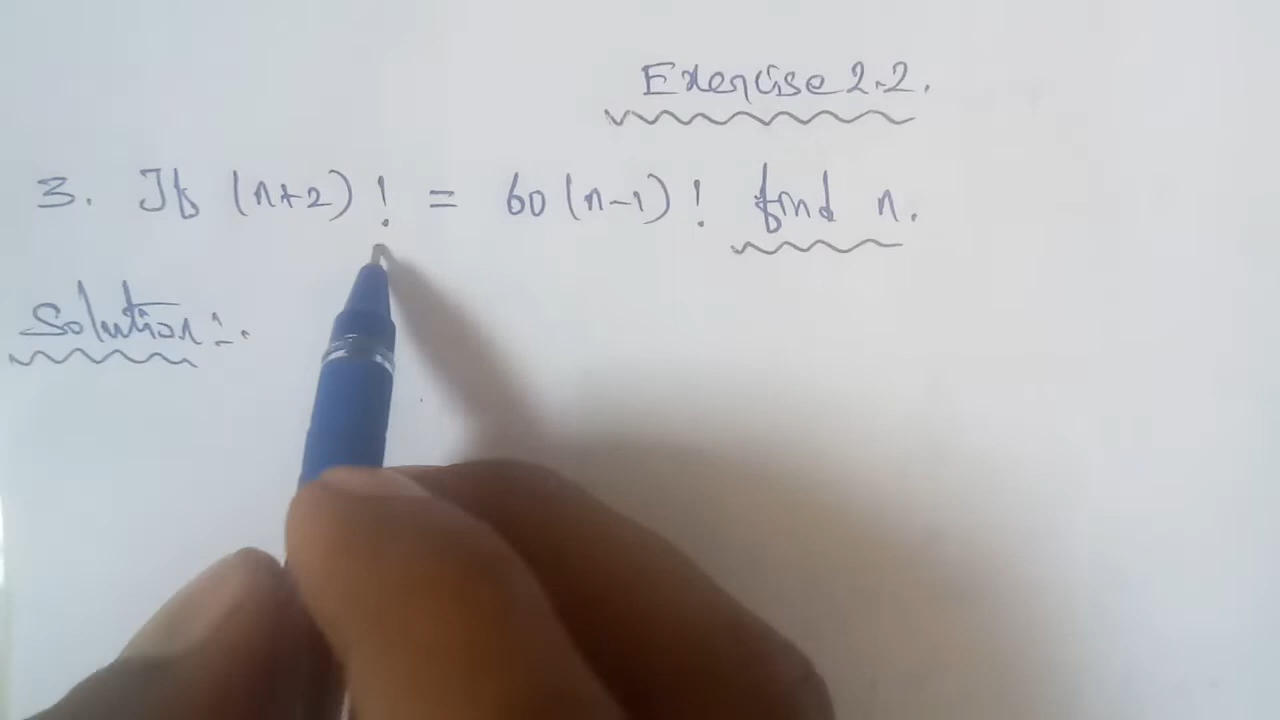 Exercise 2.2.
3. If (n+2)! = 60(n-1)! find n.
Solution:-